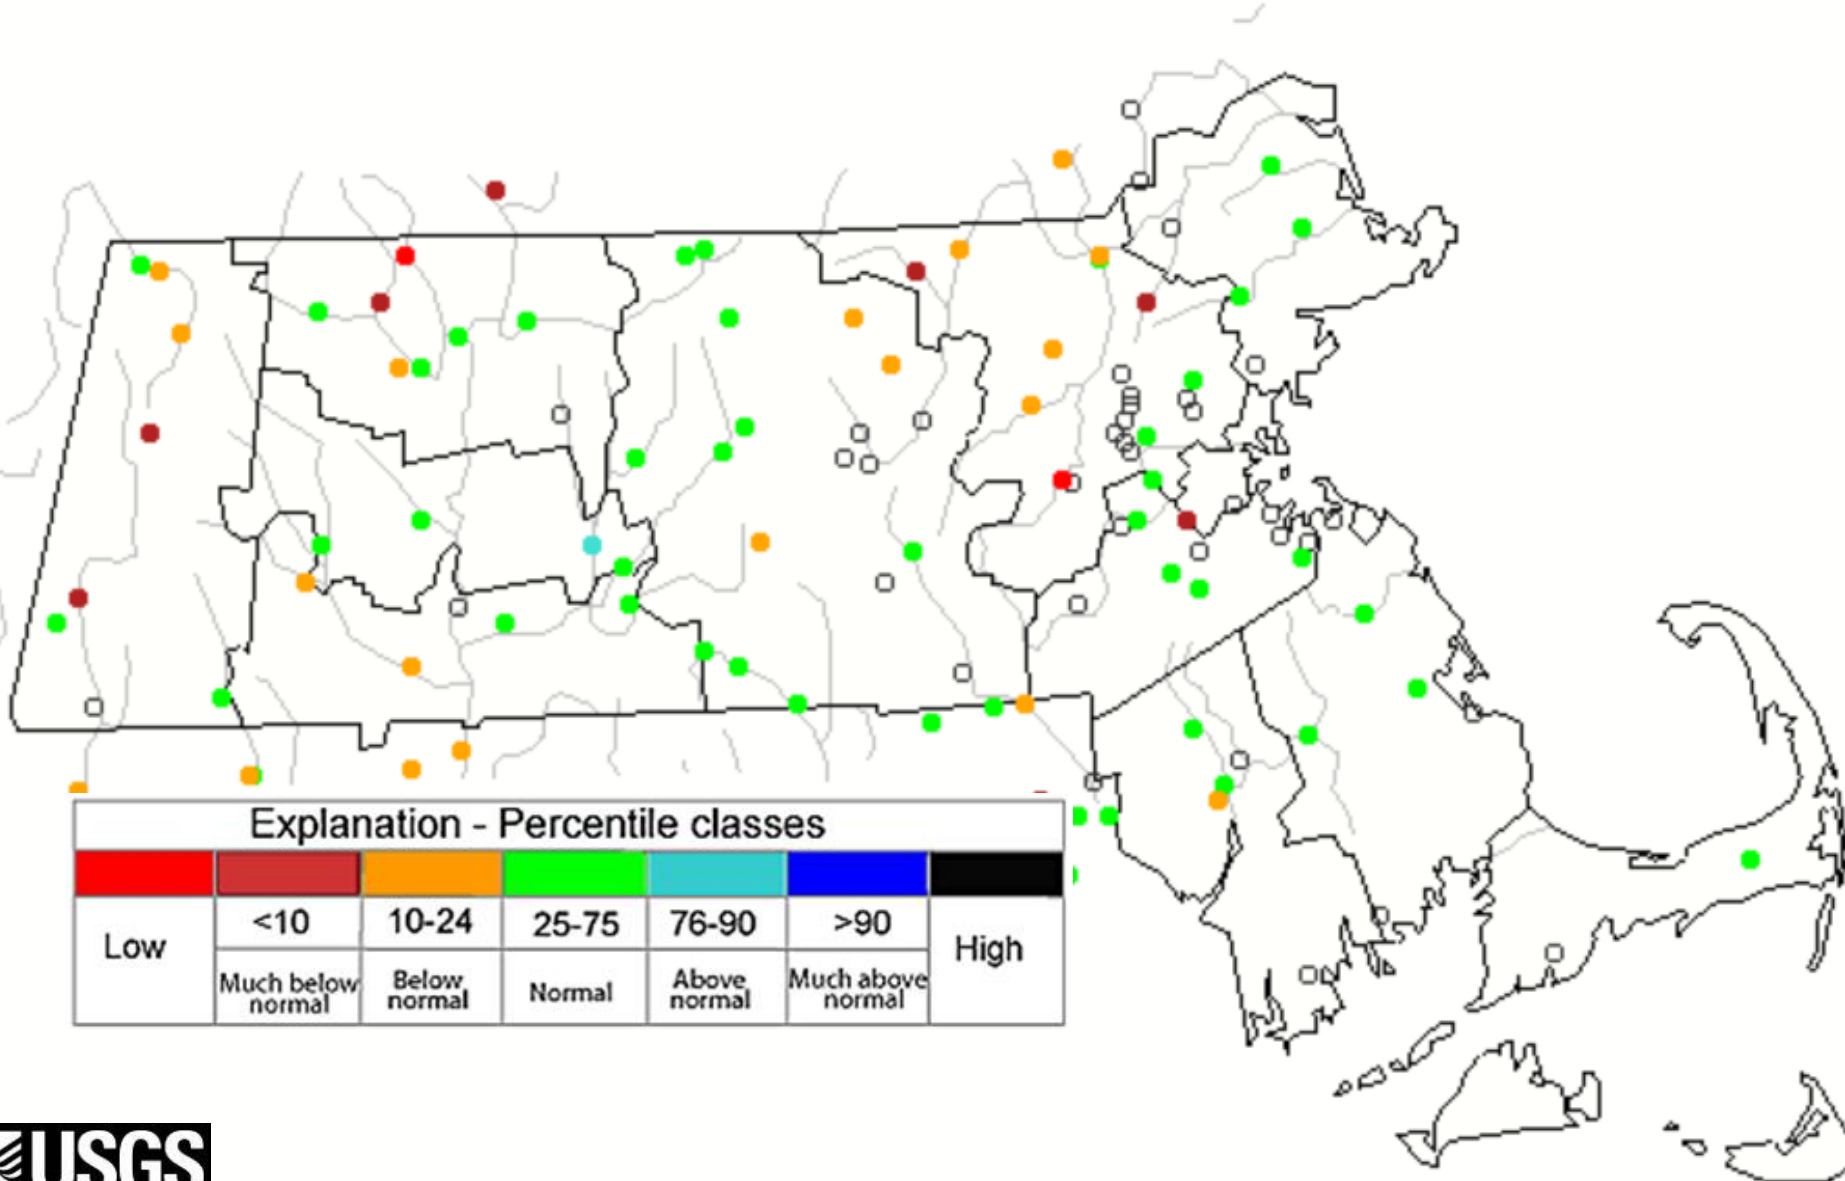 Explanation - Percentile classes
Low
<10
10-24
25-75
76-90
>90
High
Much below
normal
Below
normal
Normal
Above
normal
Much above
normal
USGS